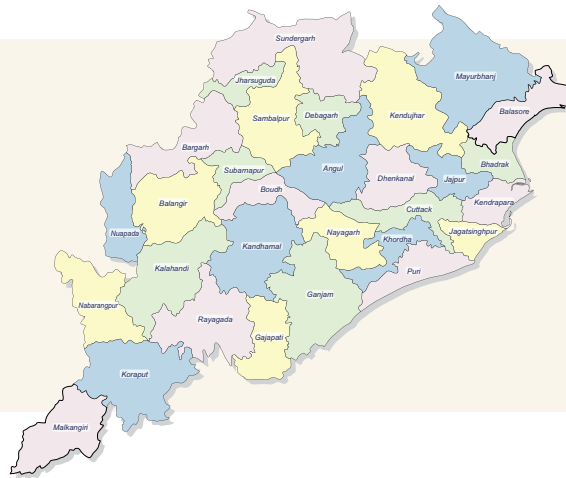 Sundergarh
Mayurbhanj
Jharsuguda
Balasore
Sambalpur
Debagarh
Kendujhar
Bargarh
Bhadrak
Subarnapur
Angul
Dhenkanal
Jajpur
Boudh
Balangir
Kendrapara
Cuttack
Nuapada
Kandhamal
Nayagarh
Khordha
Jagatsinghpur
Kalahandi
Puri
Ganjam
Nabarangpur
Rayagada
Gajapati
Koraput
Malkangiri